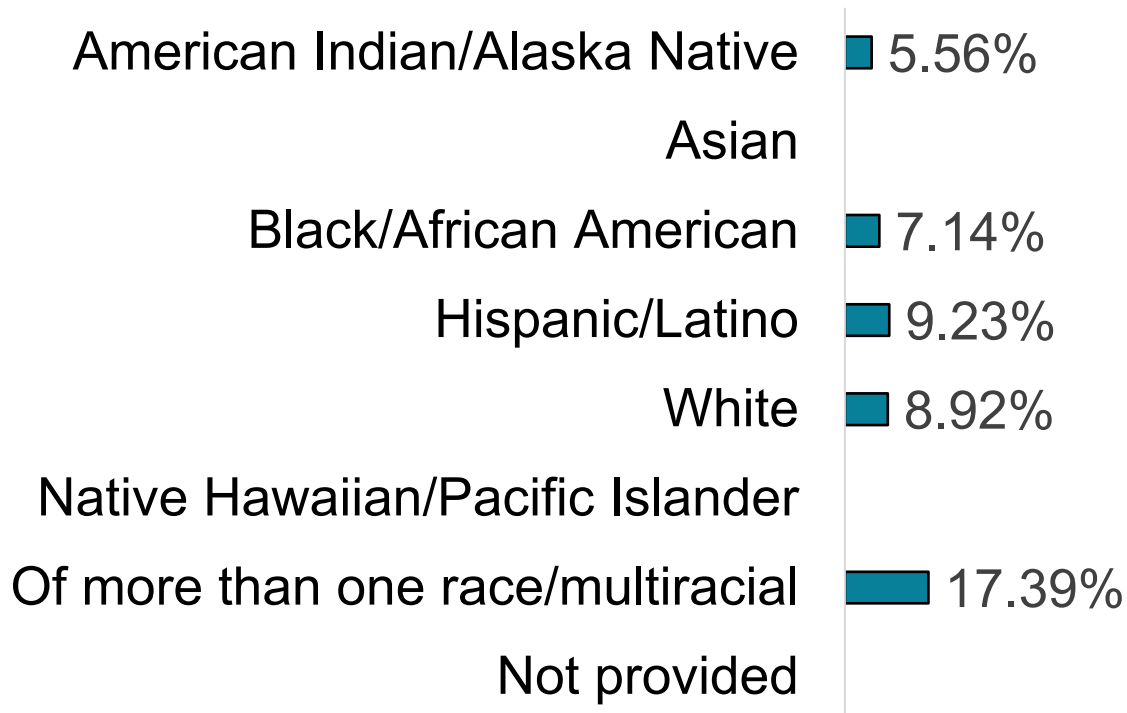 American Indian/Alaska Native 5.56%
Asian
Black/African American 7.14%
Hispanic/Latino 9.23%
White 8.92%
Native Hawaiian/Pacific Islander
Of more than one race/multiracial 17.39%
Not provided